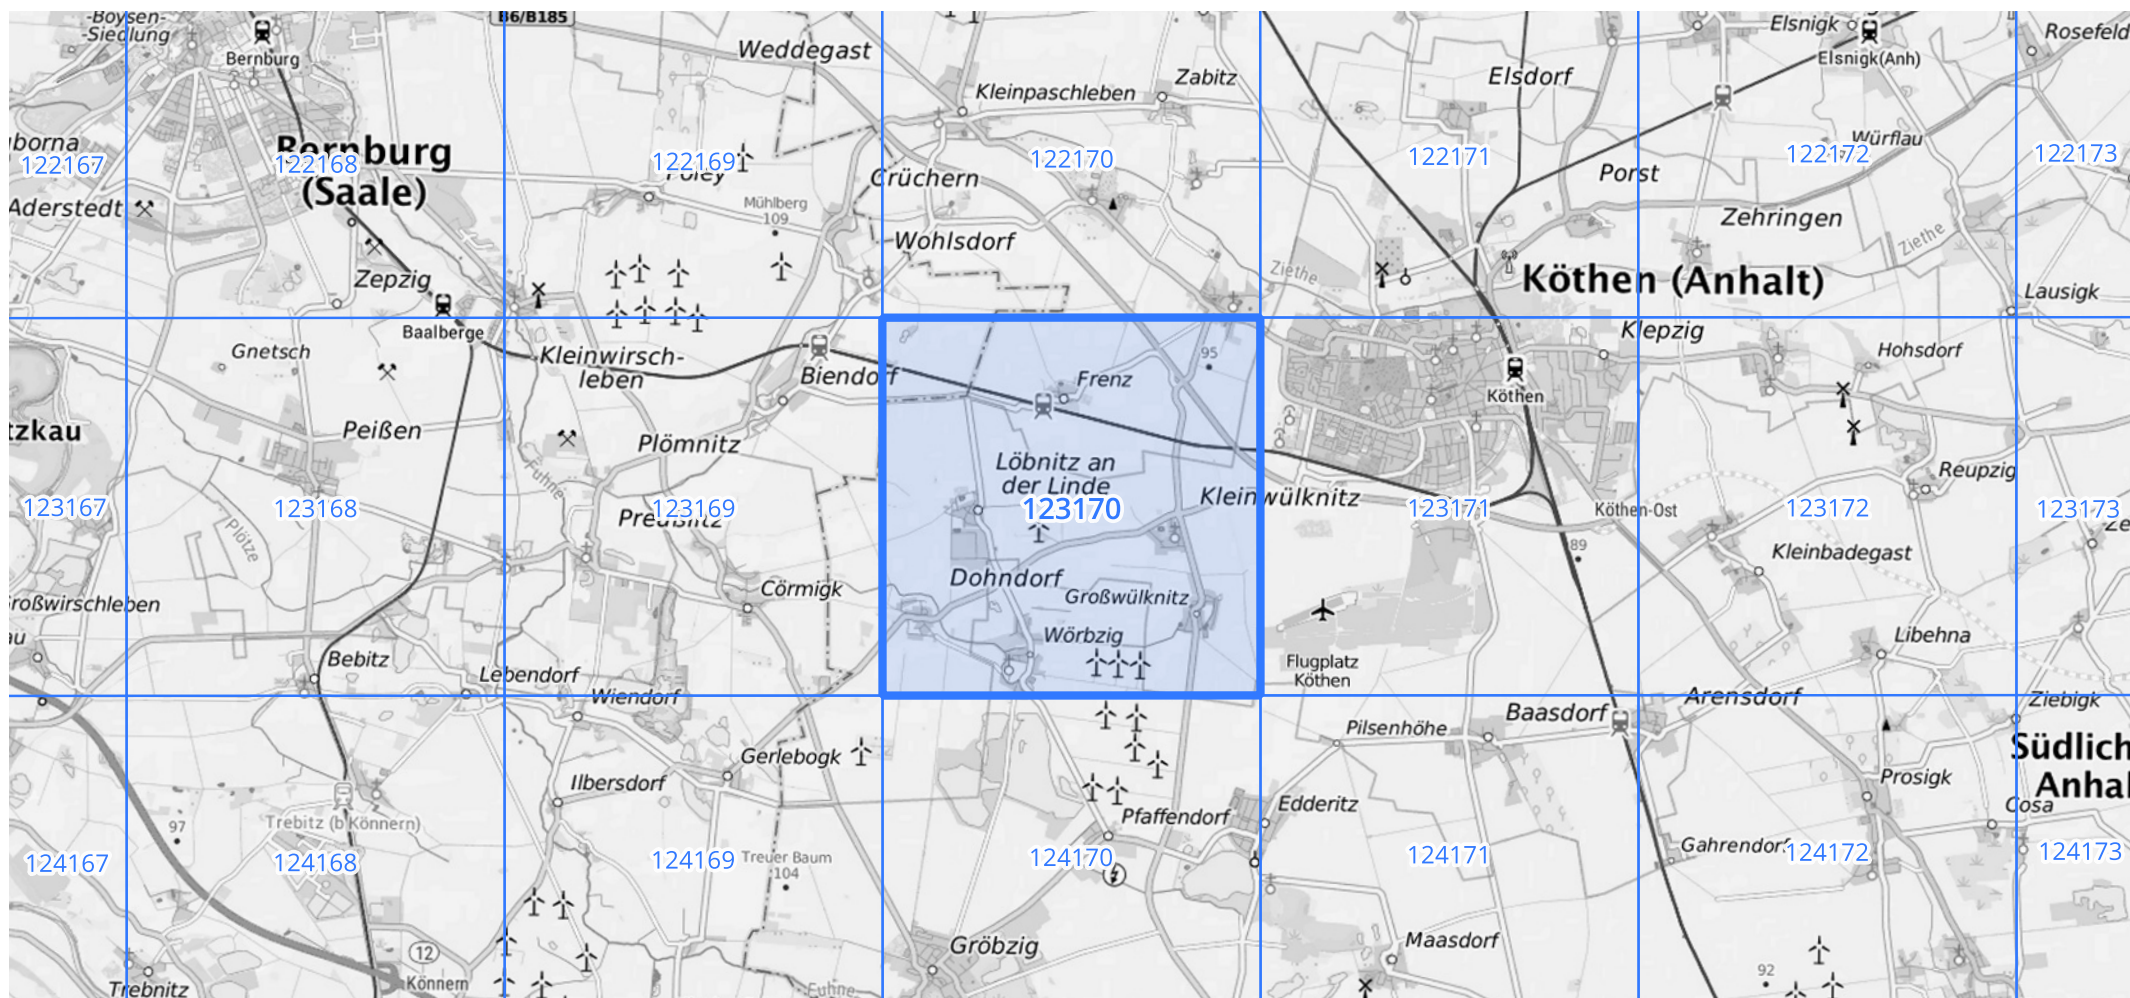 -Boysen-
-Siedlung
Bernburg
B6/B185
Weddegast
Kleinpaschleben
Zabitz
Elsdorf
Elsnigk
Elsnigk(Anh)
Rosefeld
Bernburg
(Saale)
122167
122168
122169
122170
122171
122172
122173
Würflau
Porst
Aderstedt
Mühlberg
109
Crüchern
Zehringen
Wohlsdorf
Ziethe
Ziethe
Zepzig
Köthen (Anhalt)
Lausigk
Baalberge
Gnetsch
Kleinwirsch-
leben
Biendorf
95
Frenz
Klepzig
Hohsdorf
Köthen
tzkau
Peißen
Plömnitz
Löbnitz an
der Linde
Reupzig
Fuhne
Kleinwülknitz
123167
123168
123169
123170
123171
123172
123173
Preußlitz
Köthen-Ost
Plötze
89
Kleinbadegast
Dohndorf
Cörmigk
Großwülknitz
roßwirschleben
Wörbzig
Libehna
au
Bebitz
Lebendorf
Flugplatz
Köthen
Wiendorf
Arensdorf
Ziebigk
Baasdorf
Pilsenhöhe
Gerlebogk
Südlich
Anhal
Ilbersdorf
Prosigk
Edderitz
Cosa
Pfaffendorf
Trebitz (b Könnern)
97
Gahrendorf
124167
124168
124169
124170
124171
124172
124173
Treuer Baum
104
Gröbzig
Maasdorf
12
Könnern
92
Trebnitz
Fuhne